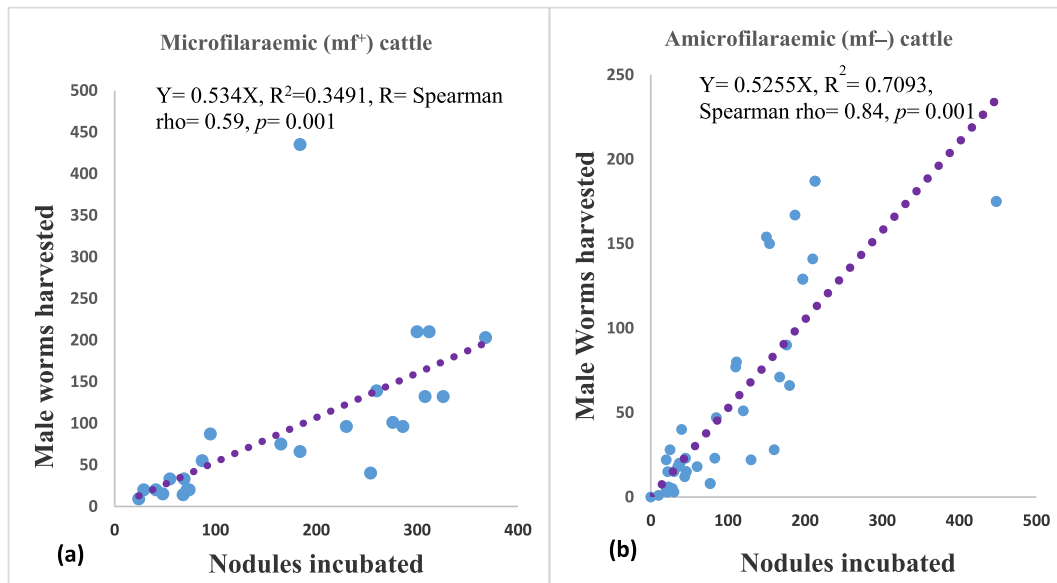 Microfilaraemic (mf⁺) cattle
Y= 0.534X, R²=0.3491, R= Spearman
rho= 0.59, p= 0.001
Male worms harvested
500
450
400
350
300
250
200
150
100
50
0
0 100 200 300 400
(a)
Nodules incubated
Amicrofilaraemic (mf–) cattle
Y= 0.5255X, R² = 0.7093,
Spearman rho= 0.84, p= 0.001
Male Worms harvested
250
200
150
100
50
0
0 100 200 300 400 500
(b)
Nodules incubated